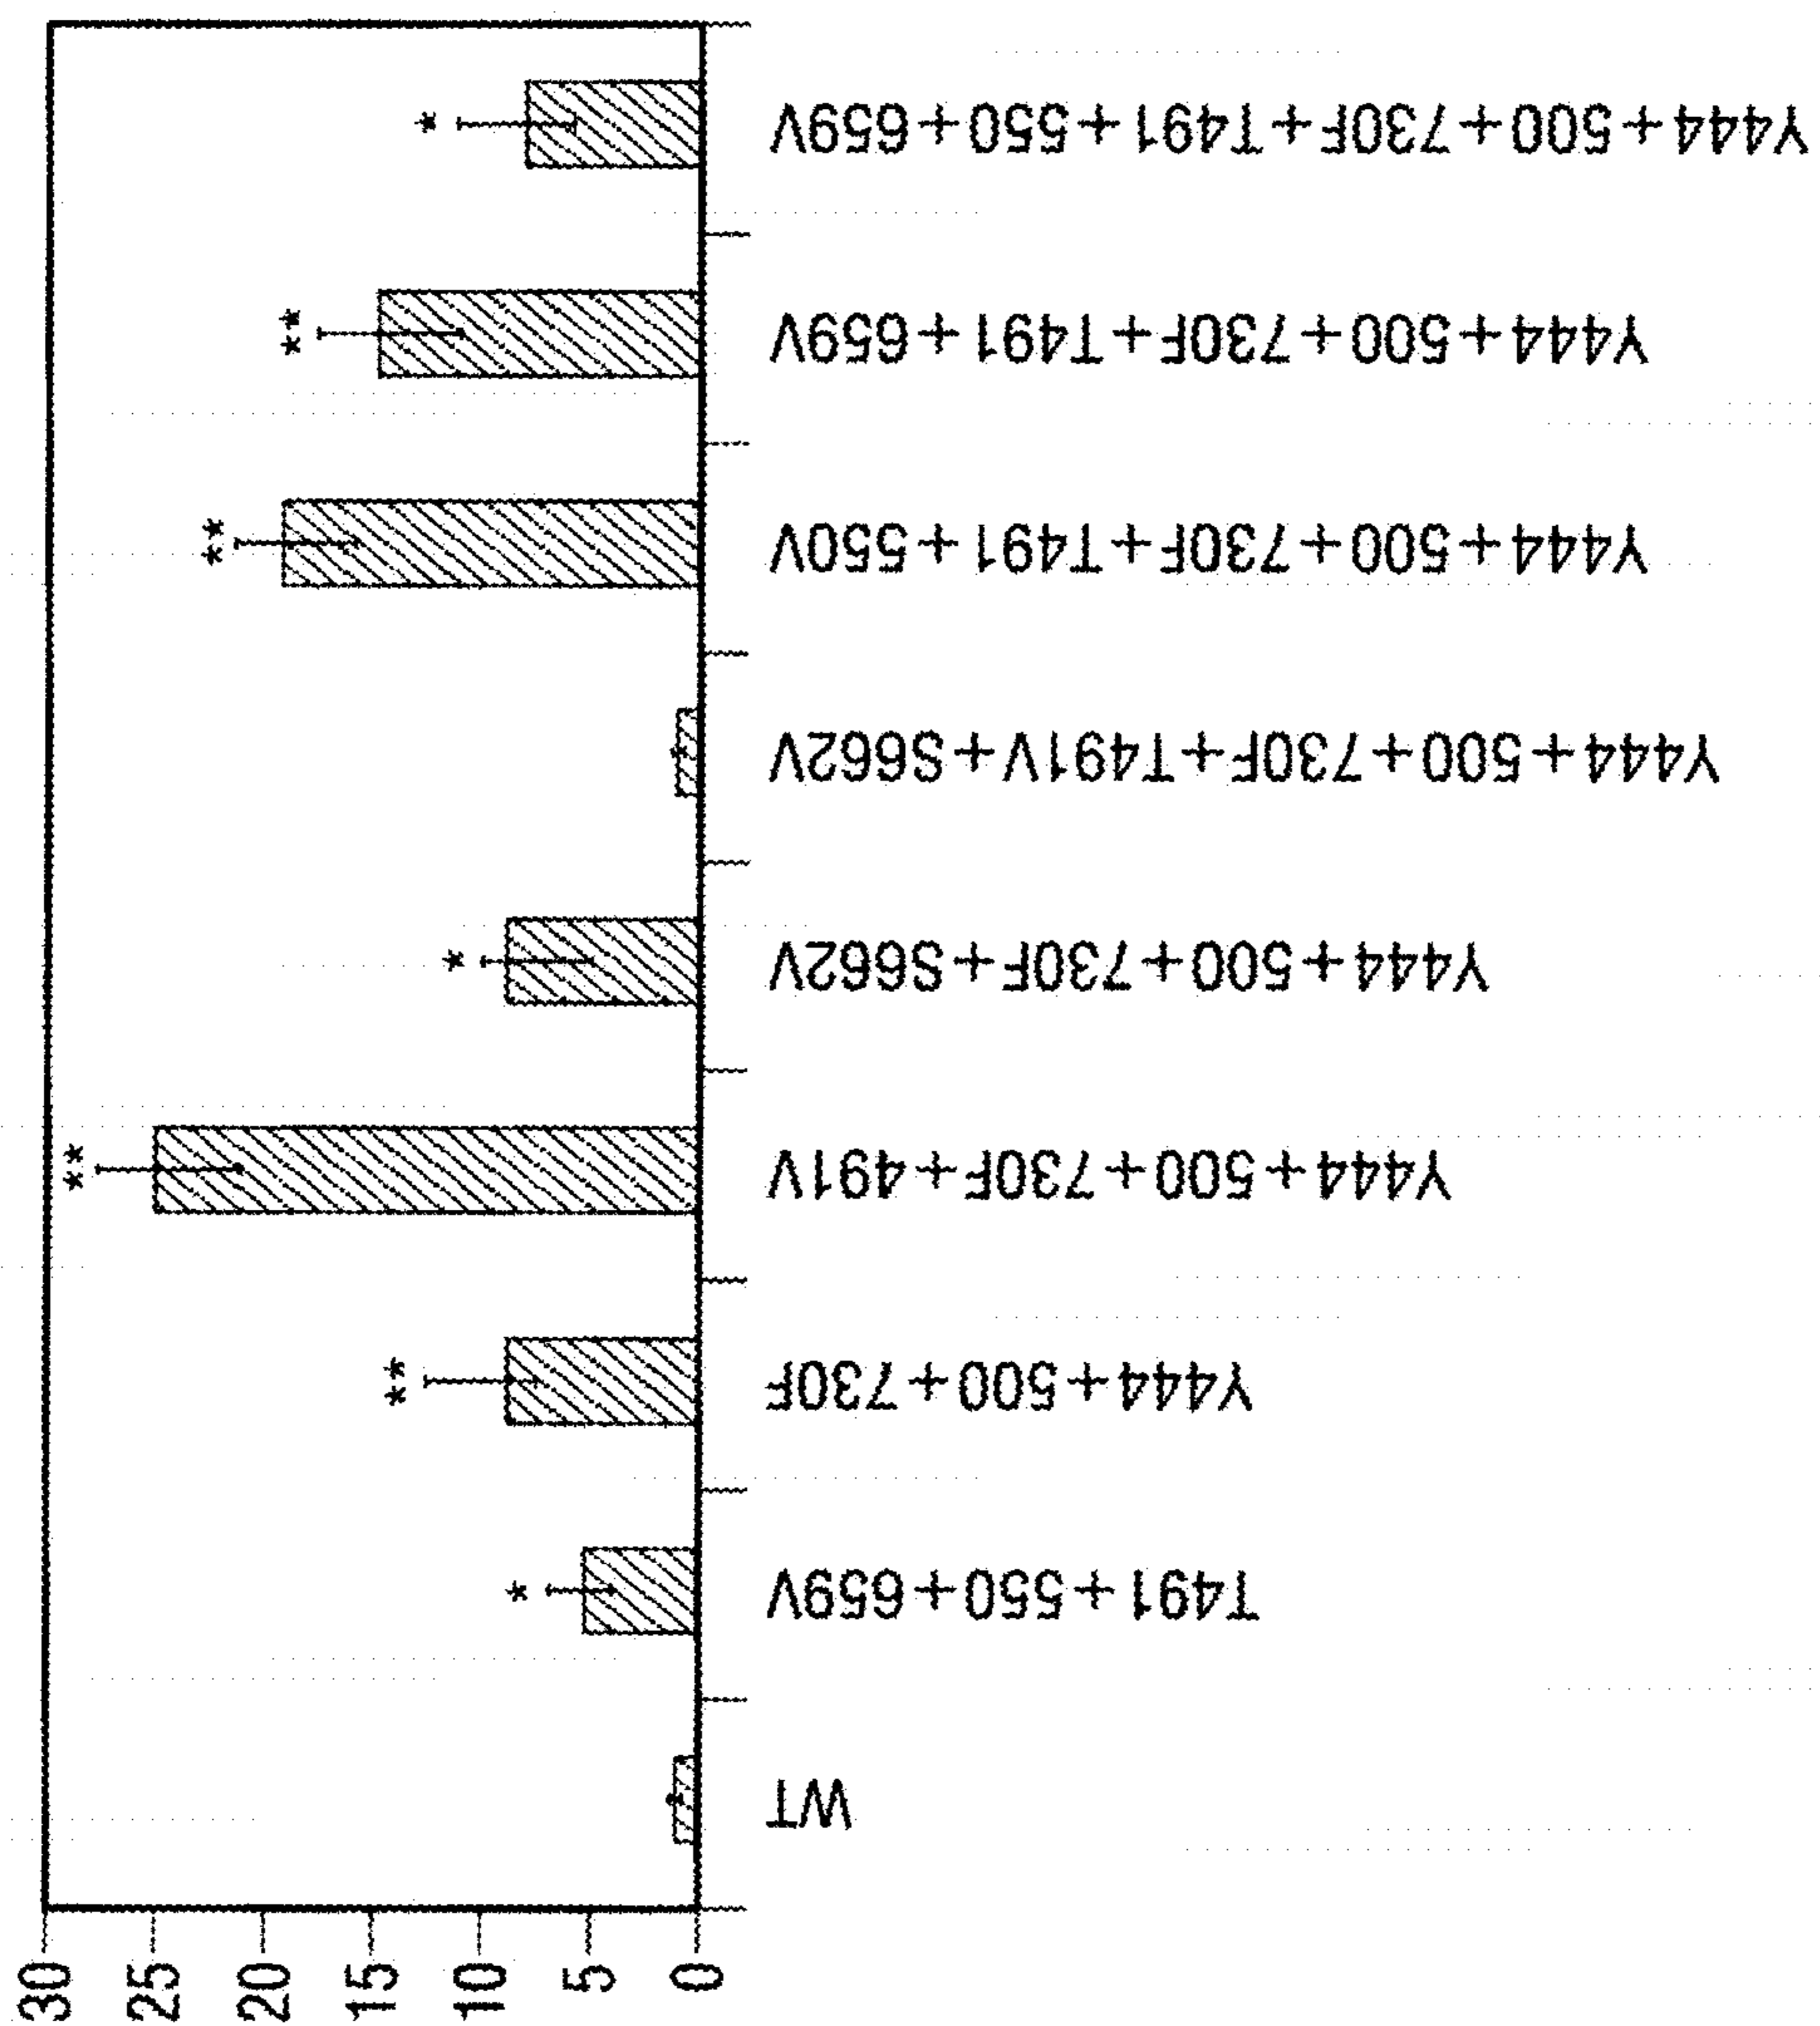 30
25
20
15
10
5
0
**
**
**
*
**
*
*
WT
T491+550+659V
Y444+500+730F
Y444+500+730F+491V
Y444+500+730F+S662V
Y444+500+730F+T491V+S662V
Y444+500+730F+T491+550V
Y444+500+730F+T491+659V
Y444+500+730F+T491+550+659V